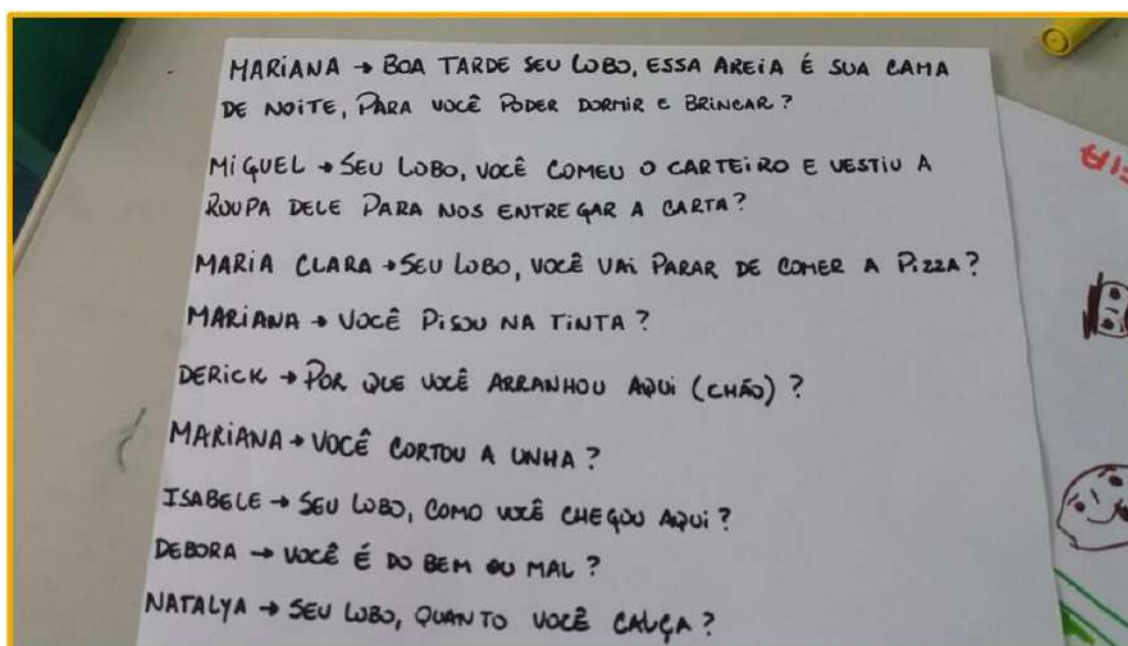 MARIANA → BOA TARDE SEU LOBO, ESSA AREIA É SUA CAMA
DE NOITE, PARA VOCÊ PODER DORMIR E BRINCAR?
MIGUEL → SEU LOBO, VOCÊ COMEU O CARTEIRO E VESTIU A
ROUPA DELE PARA NOS ENTREGAR A CARTA?
MARIA CLARA → SEU LOBO, VOCÊ VAI PARAR DE COMER A PIZZA?
MARIANA → VOCÊ PISOU NA TINTA?
DERICK → POR QUE VOCÊ ARRANHOU AQUI (CHÃO)?
MARIANA → VOCÊ CORTOU A UNHA?
ISABELE → SEU LOBO, COMO VOCÊ CHEGOU AQUI?
DEBORA → VOCÊ É DO BEM OU MAL?
NATALYA → SEU LOBO, QUANTO VOCÊ CALÇA?